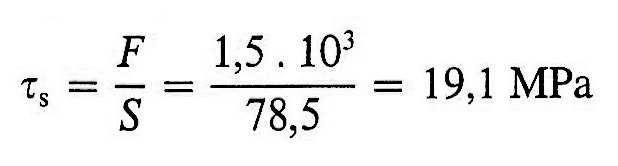 τₛ = F/S = 1,5 . 10³/78,5 = 19,1 MPa